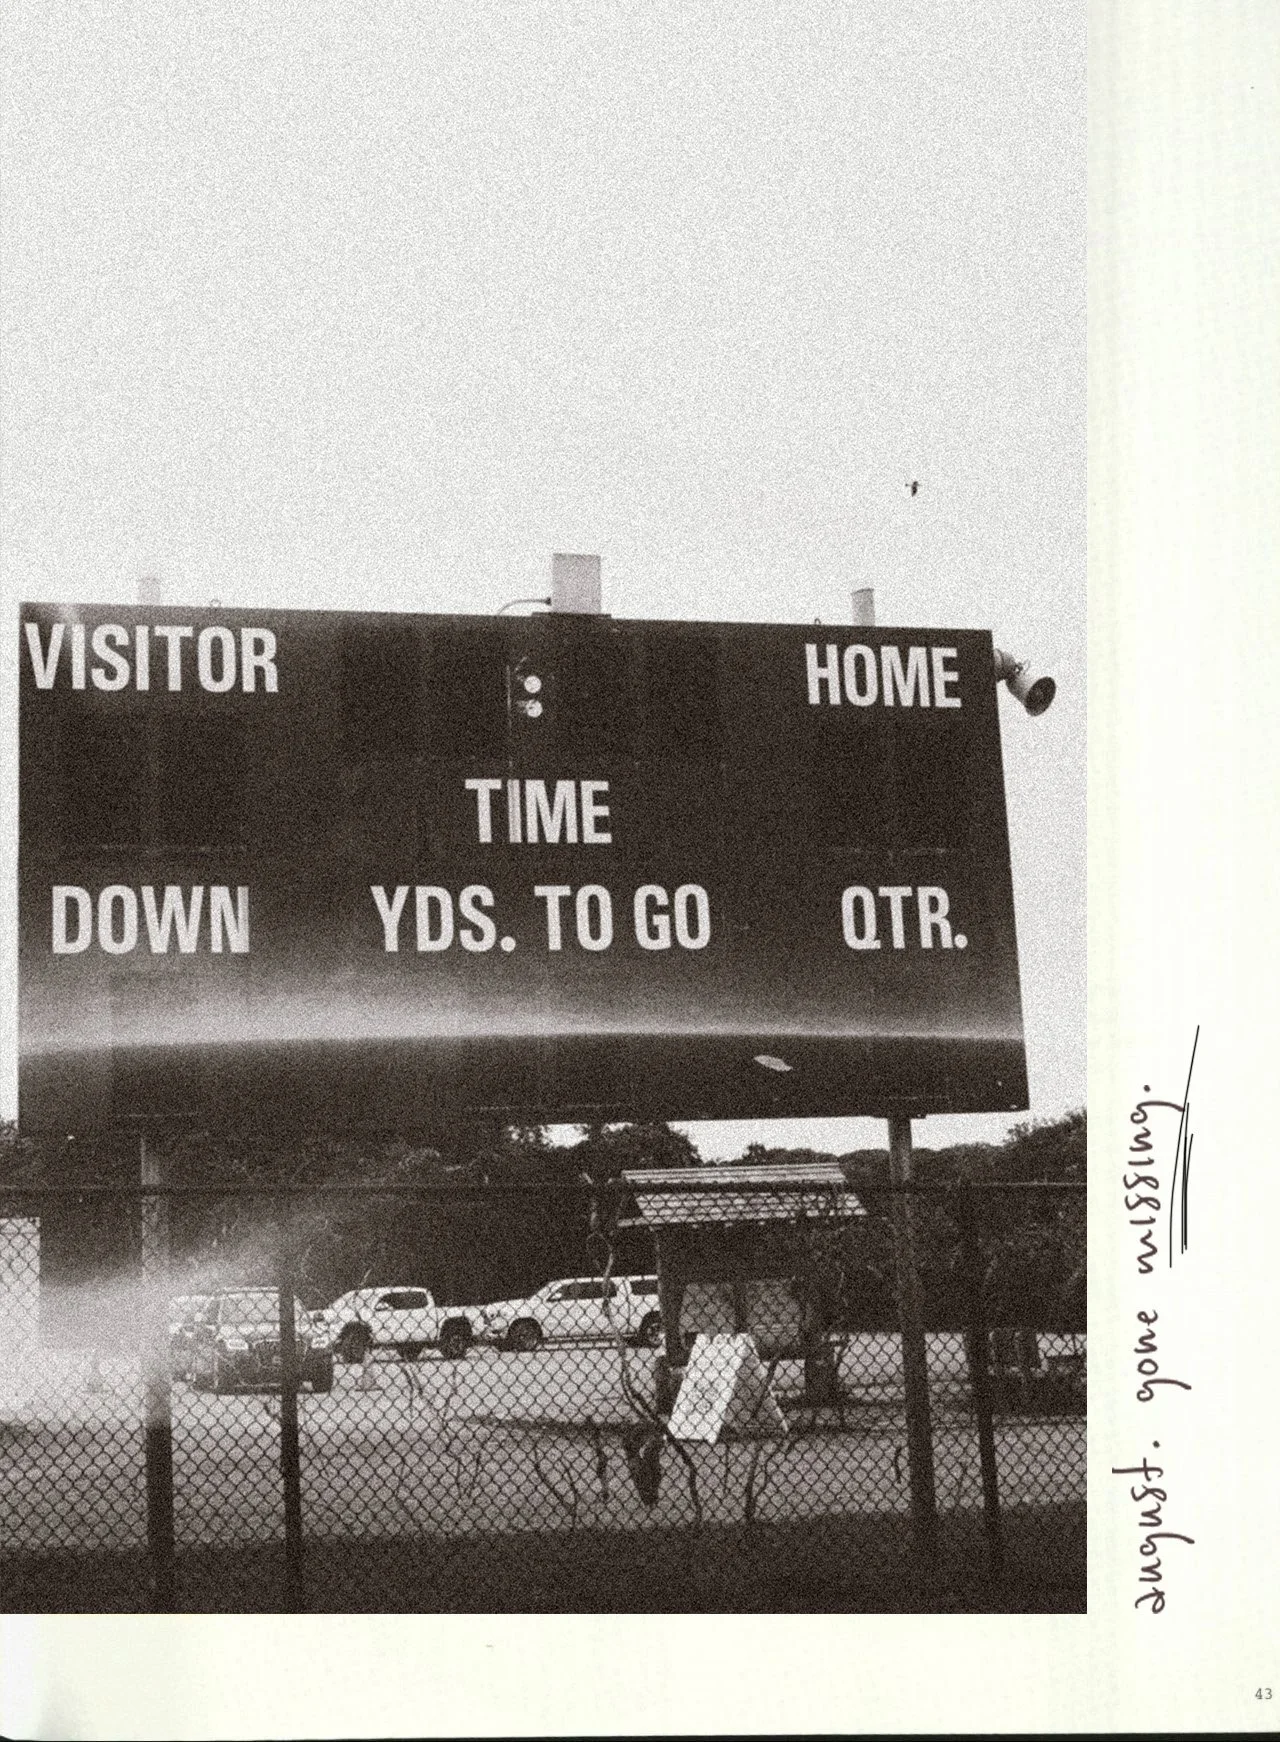 VISITOR
HOME
TIME
DOWN YDS. TO GO QTR.
august. gone missing.
43